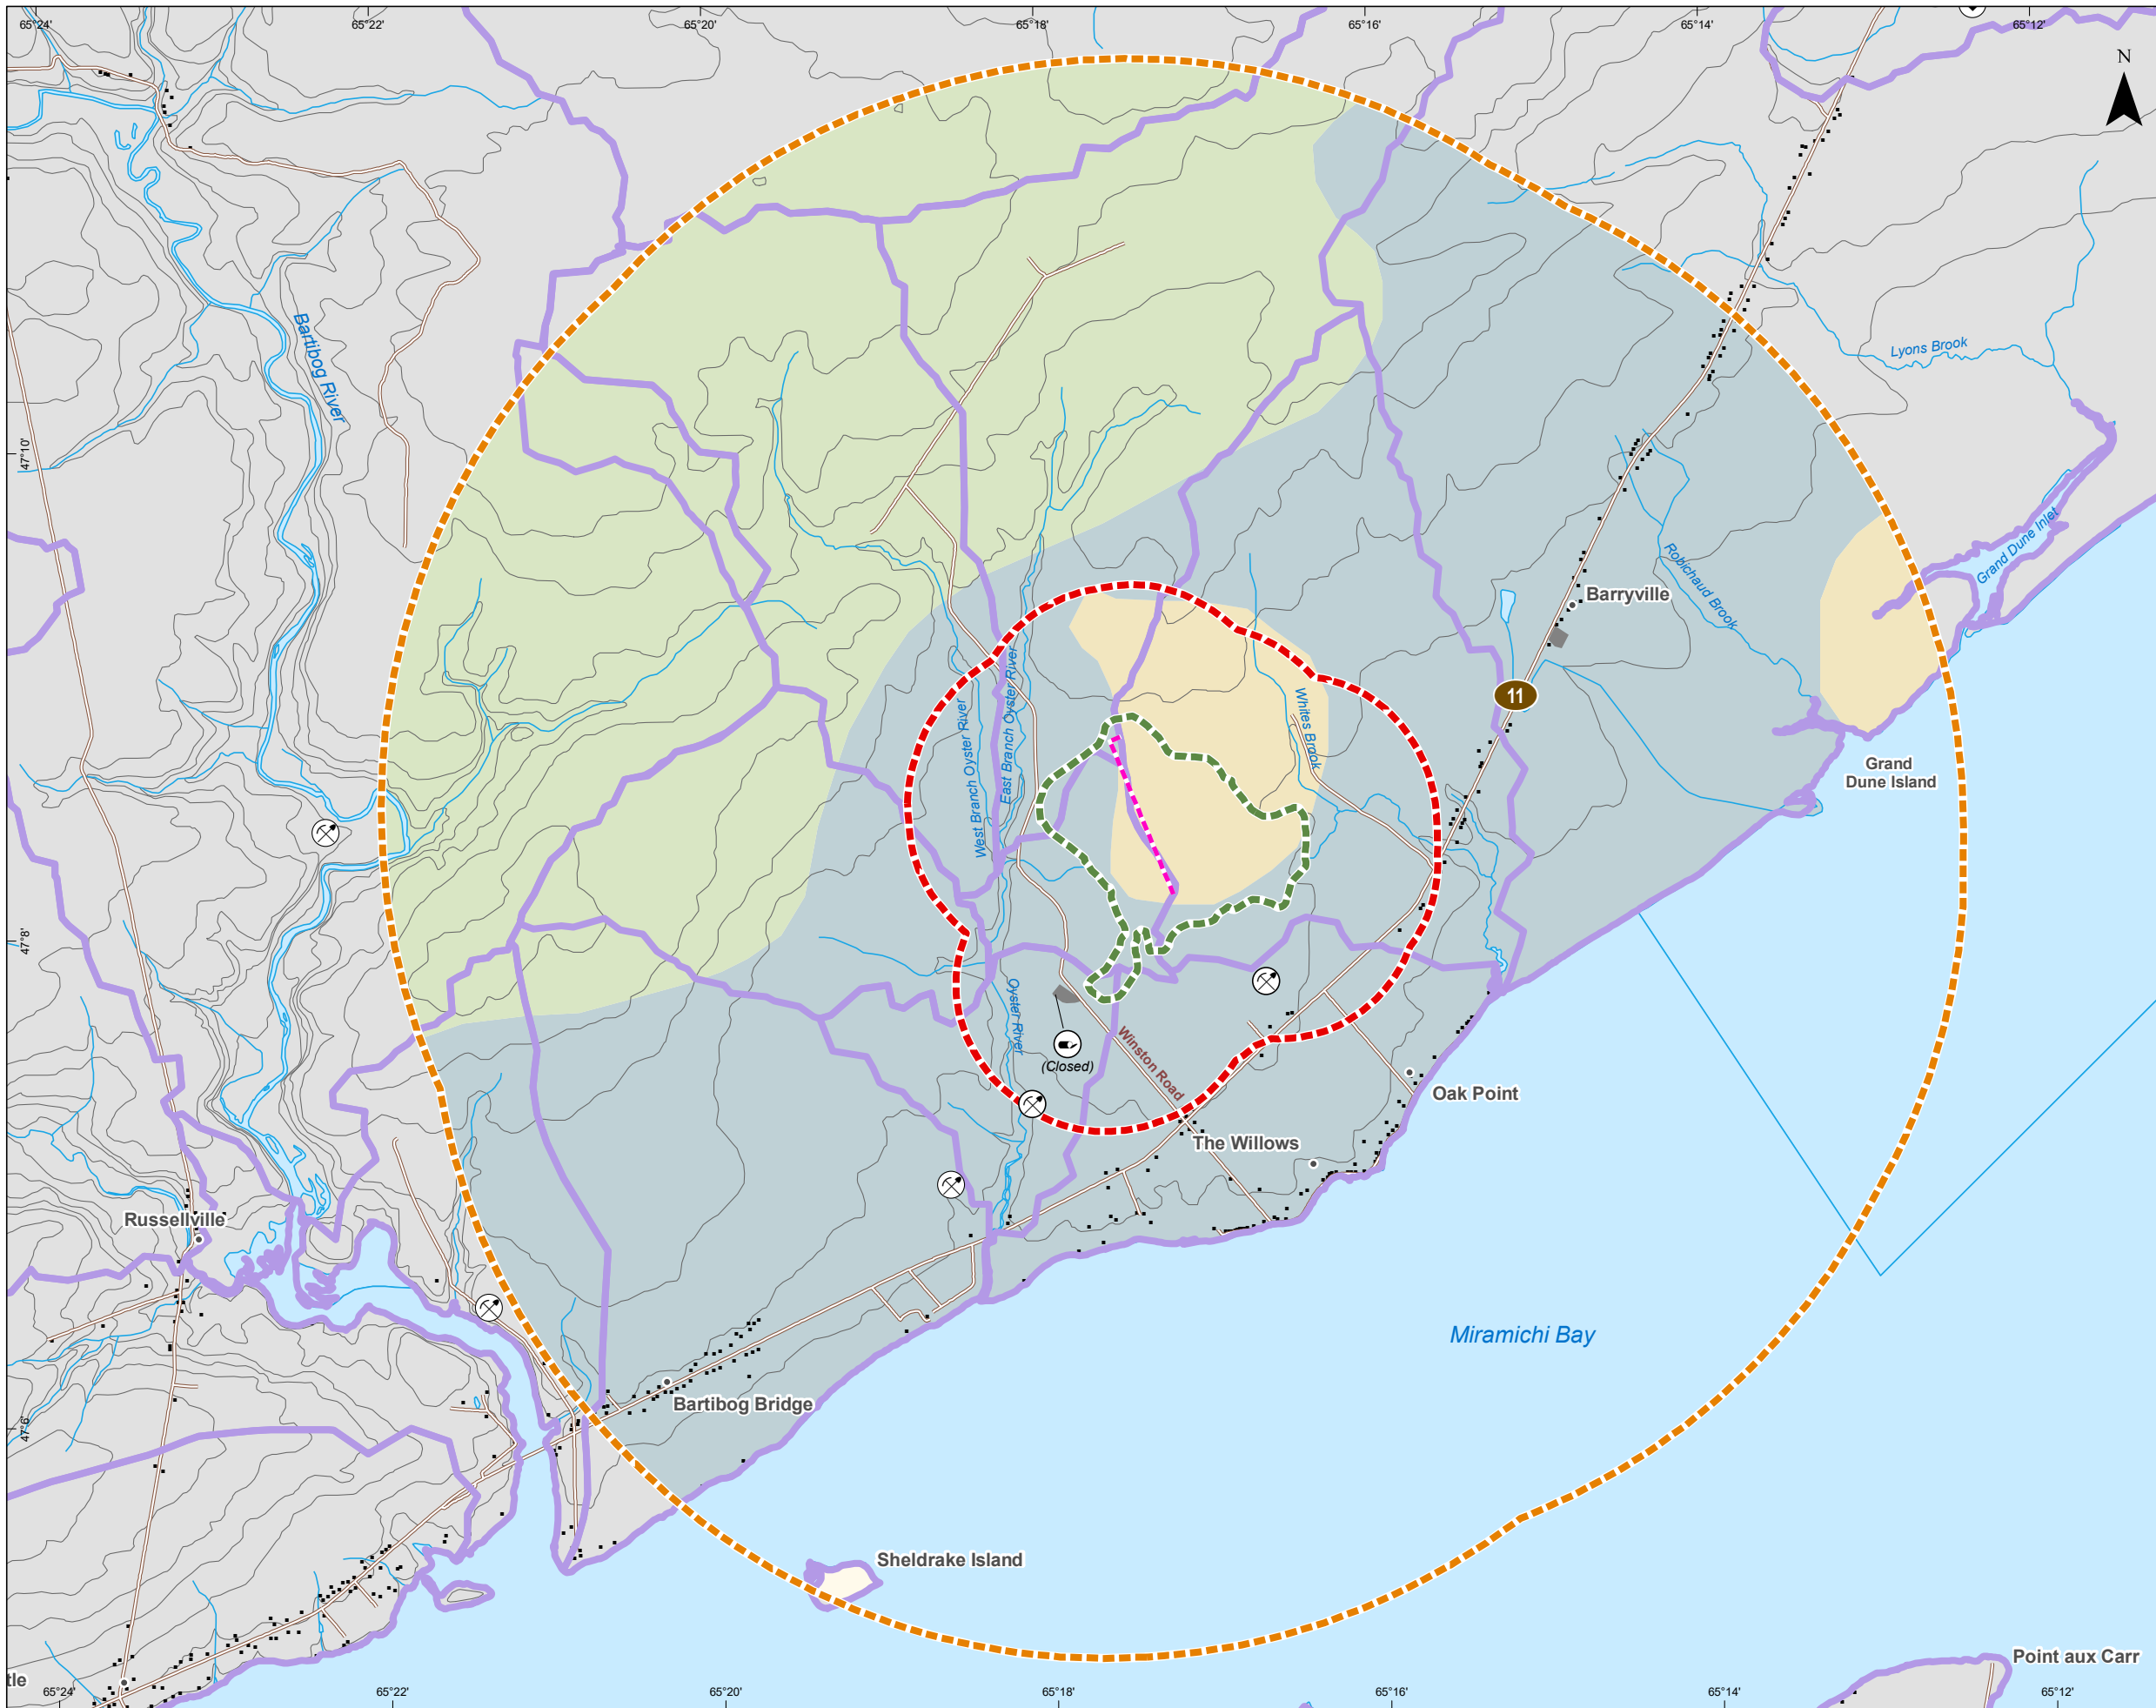 65°24'
65°22'
65°20'
65°18'
65°16'
65°14'
65°12'
N
Bartibog River
Lyons Brook
47°10'
Grand Dune Inlet
Robichaud Brook
Barryville
11
Whites Brook
East Branch Oyster River
West Branch Oyster River
Grand
Dune Island
47°8'
Oyster River
Winston Road
(Closed)
Oak Point
The Willows
Russellville
Miramichi Bay
Bartibog Bridge
47°6'
Sheldrake Island
Point aux Carr
tle
65°24'
65°22'
65°20'
65°18'
65°16'
65°14'
65°12'